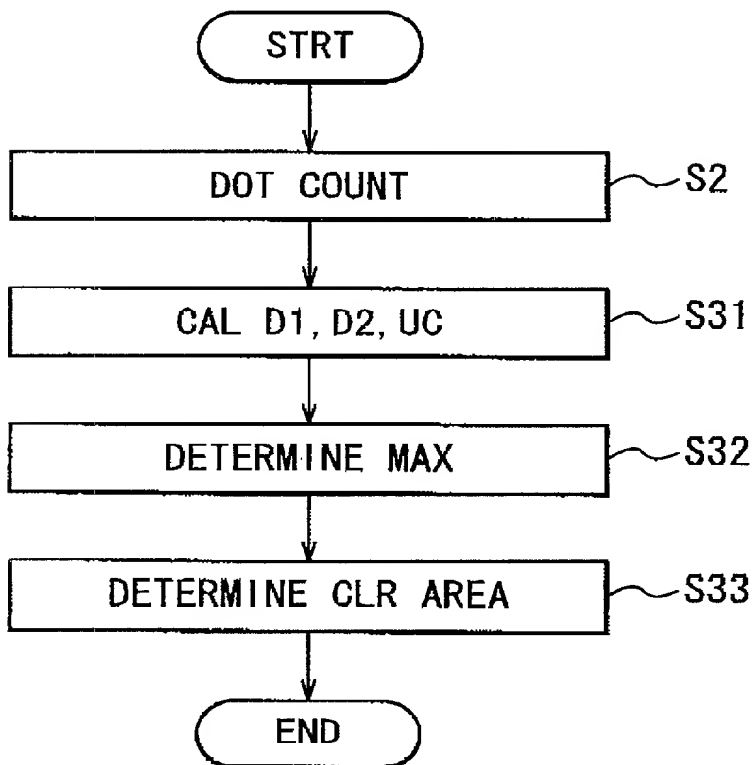 STRT
DOT COUNT
S2
CAL D1, D2, UC
S31
DETERMINE MAX
S32
DETERMINE CLR AREA
S33
END